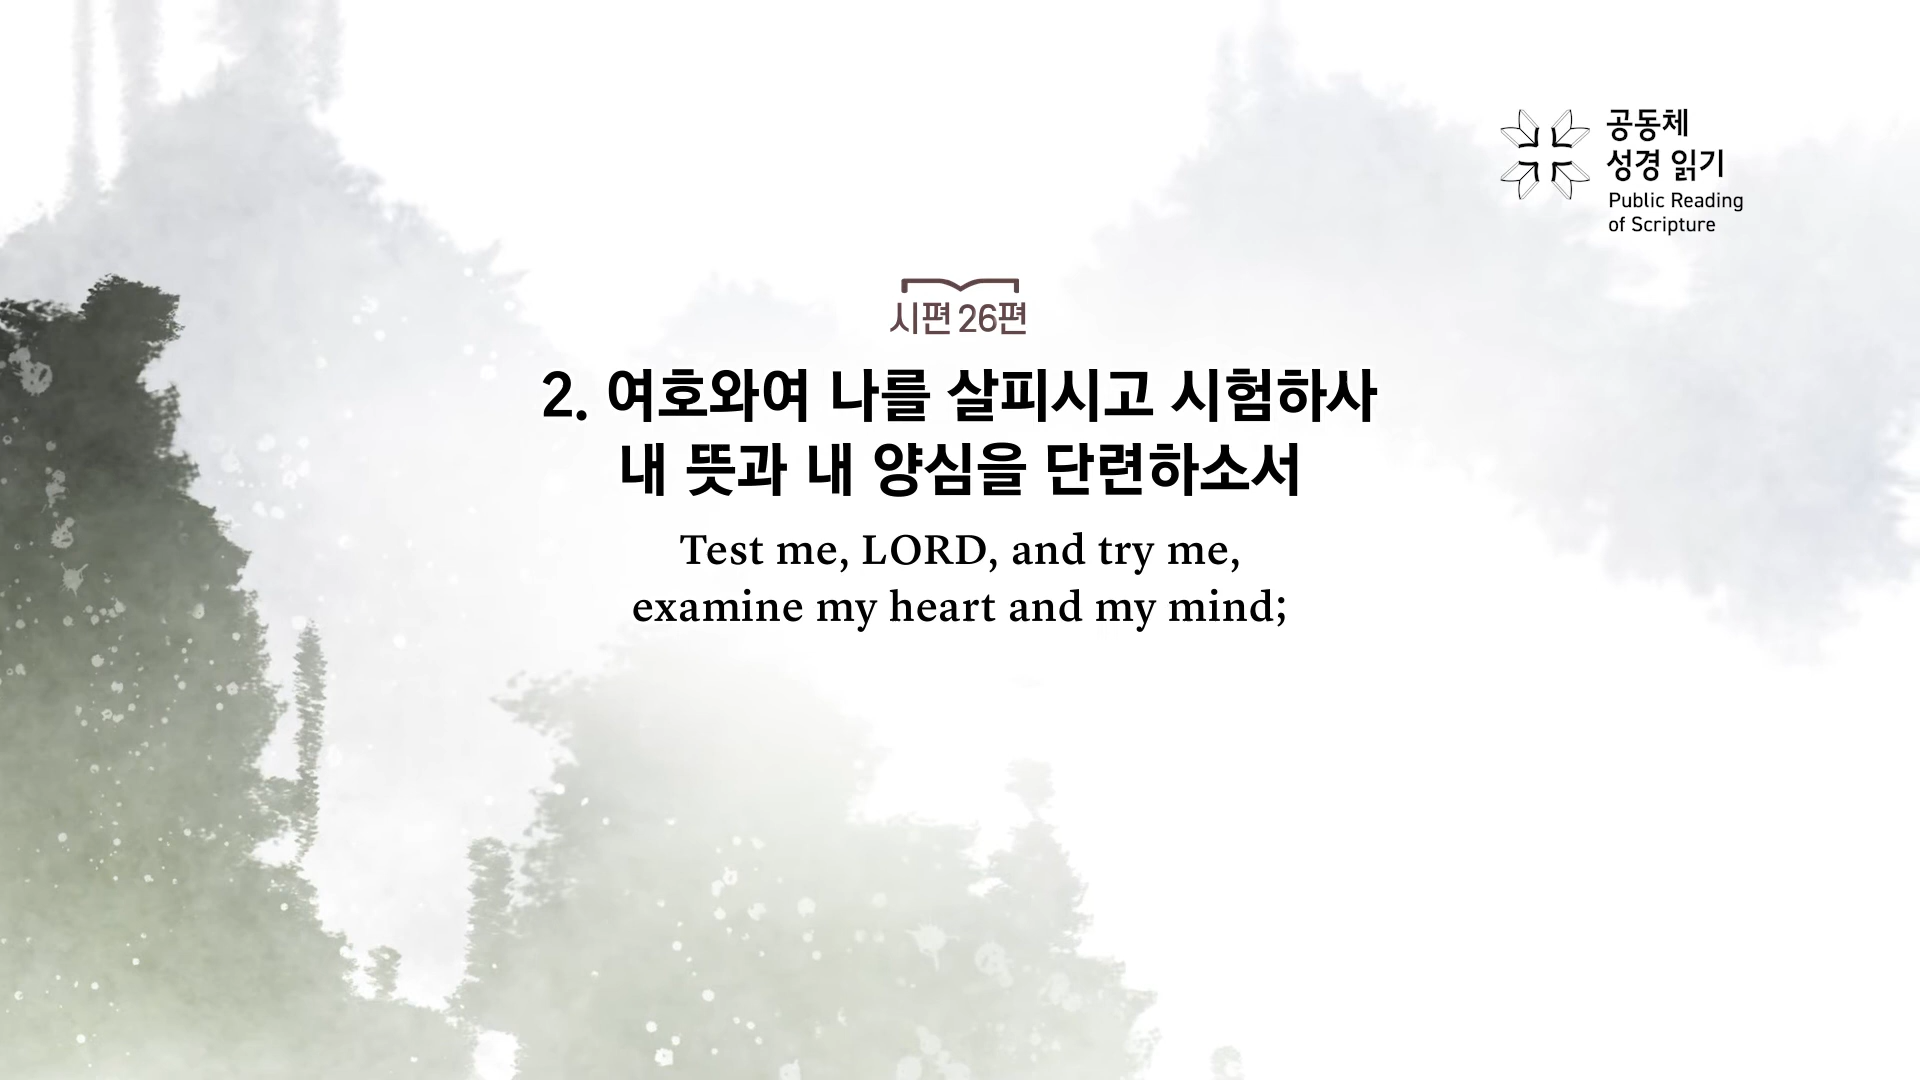 공동체
성경 읽기
Public Reading
of Scripture
시편 26편
2. 여호와여 나를 살피시고 시험하사
내 뜻과 내 양심을 단련하소서
Test me, LORD, and try me,
examine my heart and my mind;